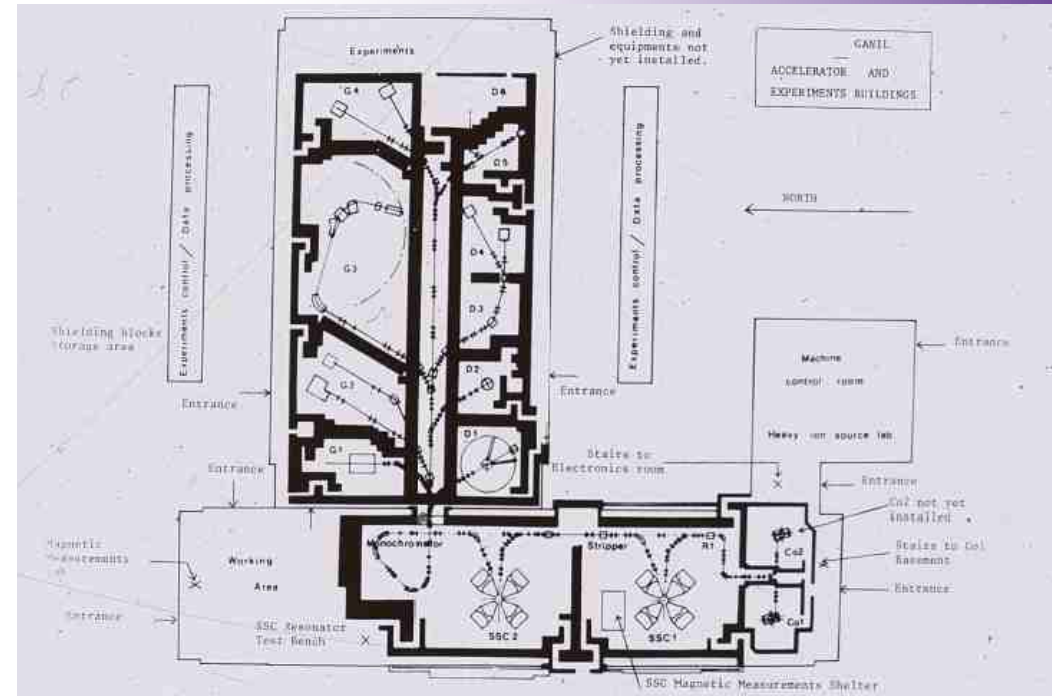 Shielding and
equipments not
yet installed.
GANIL
ACCELERATOR AND
EXPERIMENTS BUILDINGS
Experiments
G4
D6
D5
Experiments control / Data processing
Experiments control / Data processing
NORTH
D4
G3
D3
Shielding blocks
storage area
Entrance
Machine
control room
D2
G2
Entrance
Entrance
Heavy ion source lab.
D1
G1
Stairs to
Electronics room
Entrance
Entrance
Co2 not yet
installed
Monochromator
Stripper
R1
Co2
Stairs to Co1
Basement
Magnetic
Measurements
Working
Area
Entrance
Entrance
Co1
SSC Resonator
Test Bench
SSC 2
SSC 1
SSC Magnetic Measurements Shelter